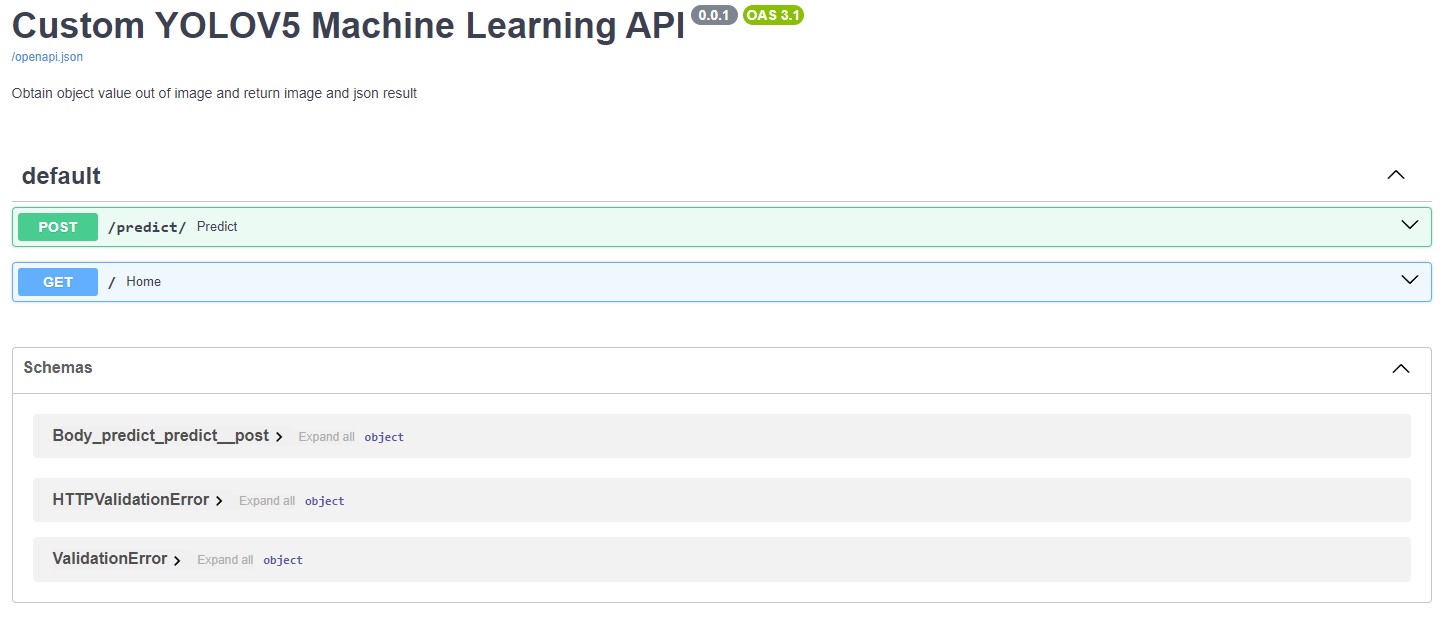 Custom YOLOV5 Machine Learning API 0.0.1 OAS 3.1
/openapi.json
Obtain object value out of image and return image and json result
default
POST /predict/ Predict
GET / Home
Schemas
Body_predict_predict__post Expand all object
HTTPValidationError Expand all object
ValidationError Expand all object